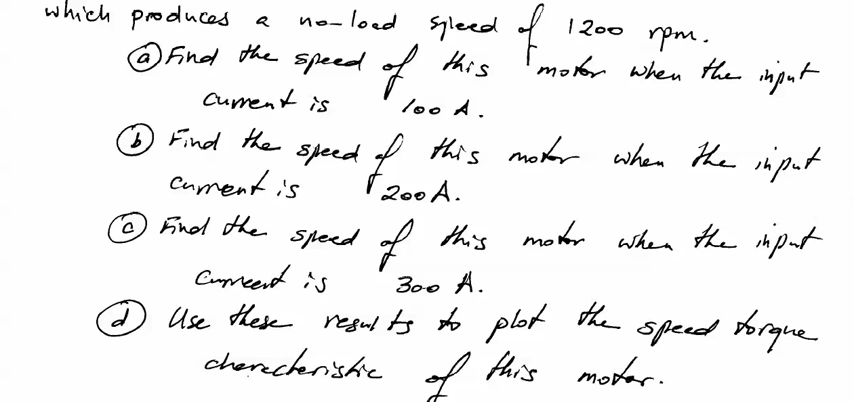 which produces a no-load speed of 1200 rpm.
(a) Find the speed of this motor when the input
current is 100 A.
(b) Find the speed of this motor when the input
current is 200 A.
(c) Find the speed of this motor when the input
current is 300 A.
(d) Use these results to plot the speed torque
characteristic of this motor.